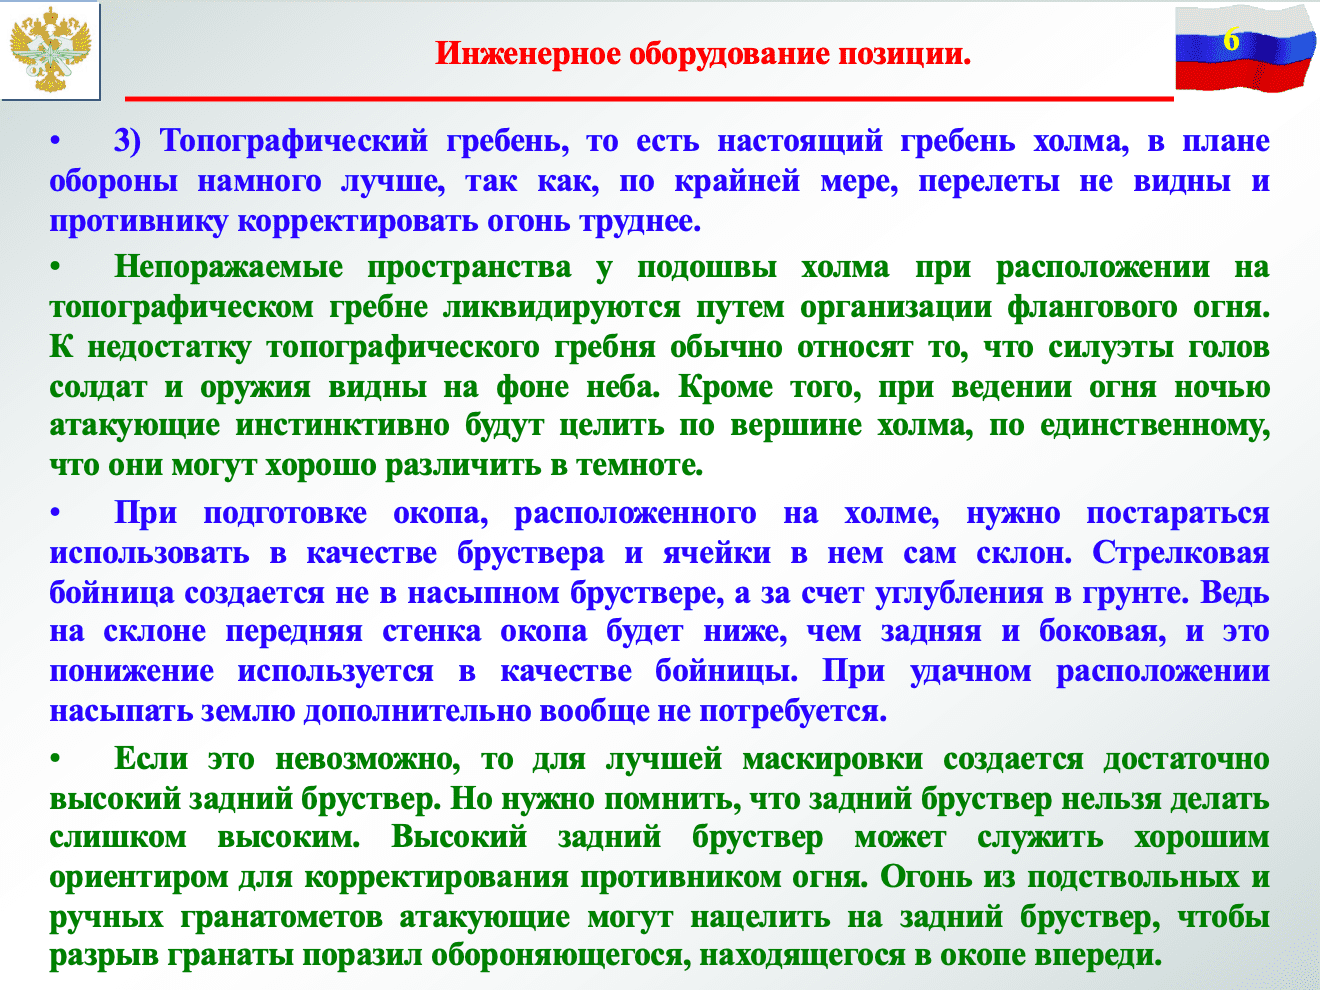 Инженерное оборудование позиции.
6
• 3) Топографический гребень, то есть настоящий гребень холма, в плане
обороны намного лучше, так как, по крайней мере, перелеты не видны и
противнику корректировать огонь труднее.
• Непоражаемые пространства у подошвы холма при расположении на
топографическом гребне ликвидируются путем организации флангового огня.
К недостатку топографического гребня обычно относят то, что силуэты голов
солдат и оружия видны на фоне неба. Кроме того, при ведении огня ночью
атакующие инстинктивно будут целить по вершине холма, по единственному,
что они могут хорошо различить в темноте.
• При подготовке окопа, расположенного на холме, нужно постараться
использовать в качестве бруствера и ячейки в нем сам склон. Стрелковая
бойница создается не в насыпном бруствере, а за счет углубления в грунте. Ведь
на склоне передняя стенка окопа будет ниже, чем задняя и боковая, и это
понижение используется в качестве бойницы. При удачном расположении
насыпать землю дополнительно вообще не потребуется.
• Если это невозможно, то для лучшей маскировки создается достаточно
высокий задний бруствер. Но нужно помнить, что задний бруствер нельзя делать
слишком высоким. Высокий задний бруствер может служить хорошим
ориентиром для корректирования противником огня. Огонь из подствольных и
ручных гранатометов атакующие могут нацелить на задний бруствер, чтобы
разрыв гранаты поразил обороняющегося, находящегося в окопе впереди.